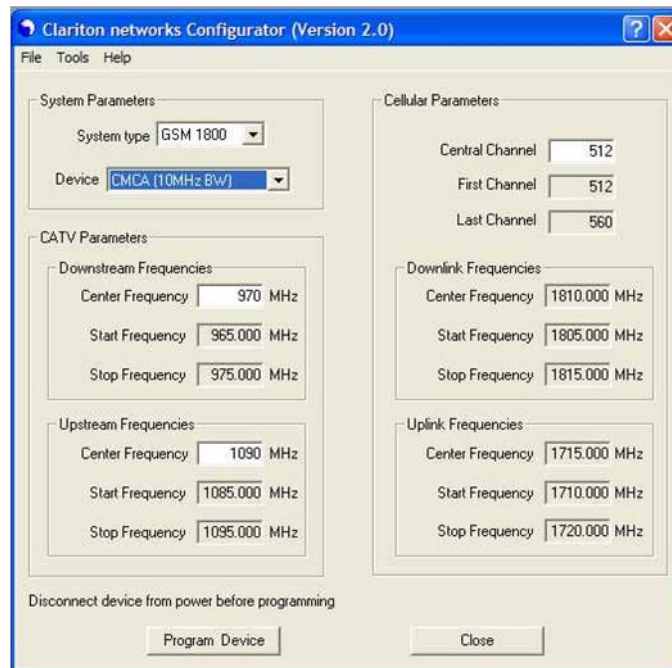 Clariton networks Configurator (Version 2.0)
File Tools Help
System Parameters
System type GSM 1800
Device CMCA (10MHz BW)
CATV Parameters
Downstream Frequencies
Center Frequency 970 MHz
Start Frequency 965.000 MHz
Stop Frequency 975.000 MHz
Upstream Frequencies
Center Frequency 1090 MHz
Start Frequency 1085.000 MHz
Stop Frequency 1095.000 MHz
Cellular Parameters
Central Channel 512
First Channel 512
Last Channel 560
Downlink Frequencies
Center Frequency 1810.000 MHz
Start Frequency 1805.000 MHz
Stop Frequency 1815.000 MHz
Uplink Frequencies
Center Frequency 1715.000 MHz
Start Frequency 1710.000 MHz
Stop Frequency 1720.000 MHz
Disconnect device from power before programming
Program Device
Close